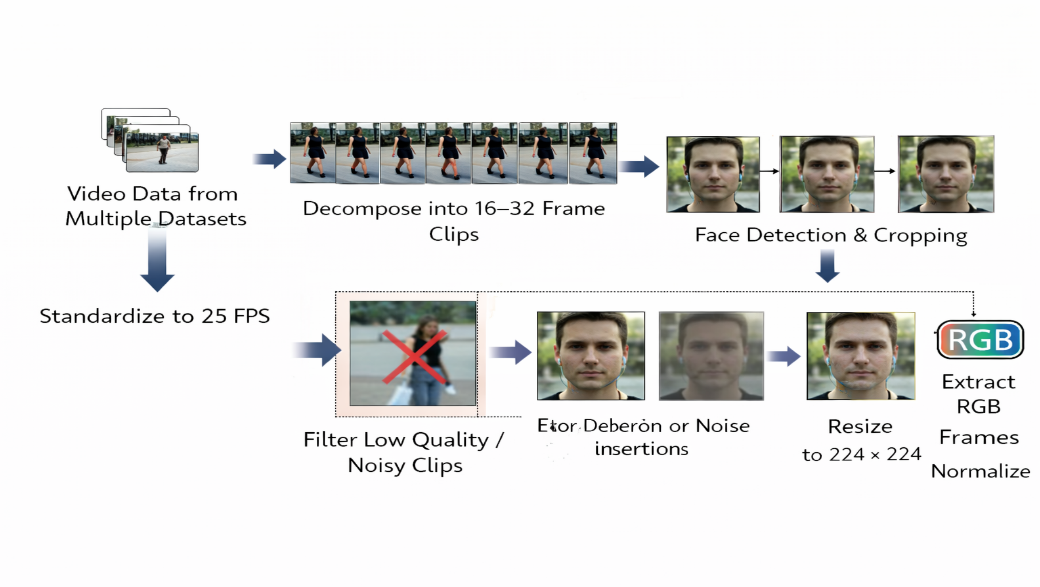 Video Data from
Multiple Datasets
Decompose into 16–32 Frame
Clips
Face Detection & Cropping
Standardize to 25 FPS
Filter Low Quality /
Noisy Clips
or Noise
insertions
Resize
to 224 × 224
RGB
Extract
RGB
Frames
Normalize